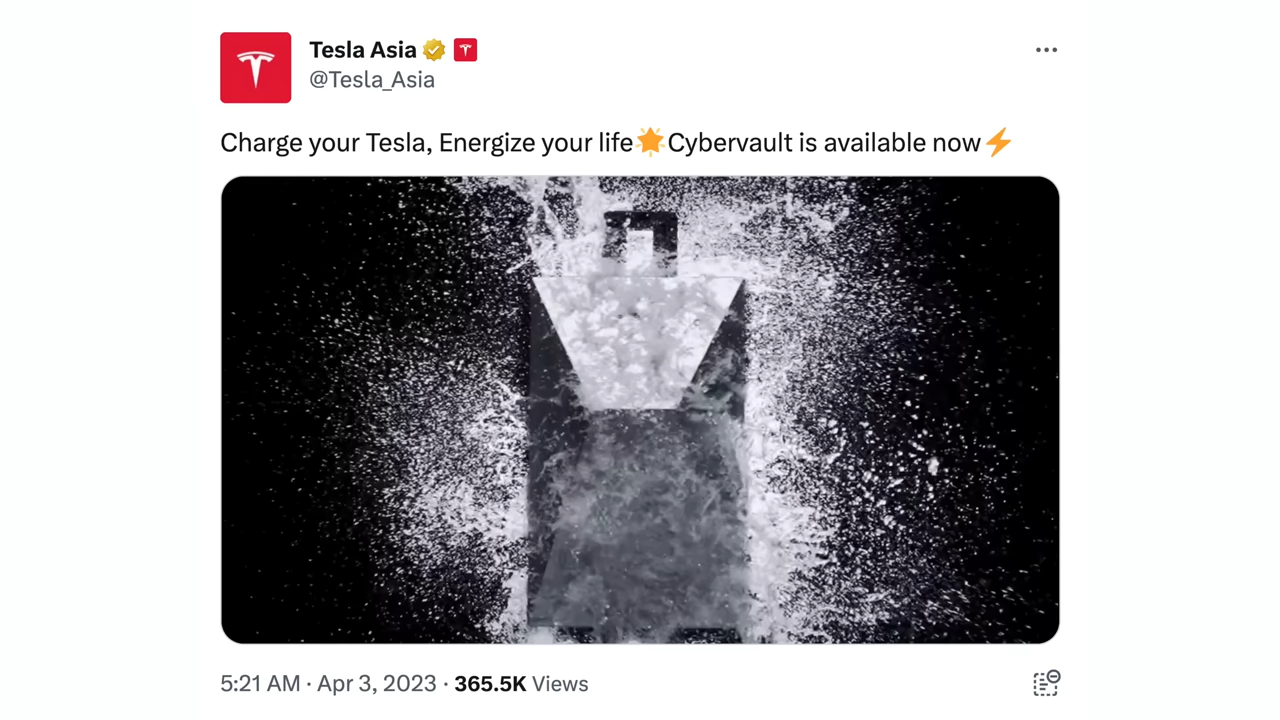 Tesla Asia
@Tesla_Asia
Charge your Tesla, Energize your life🌟Cybervault is available now⚡
5:21 AM · Apr 3, 2023 · 365.5K Views